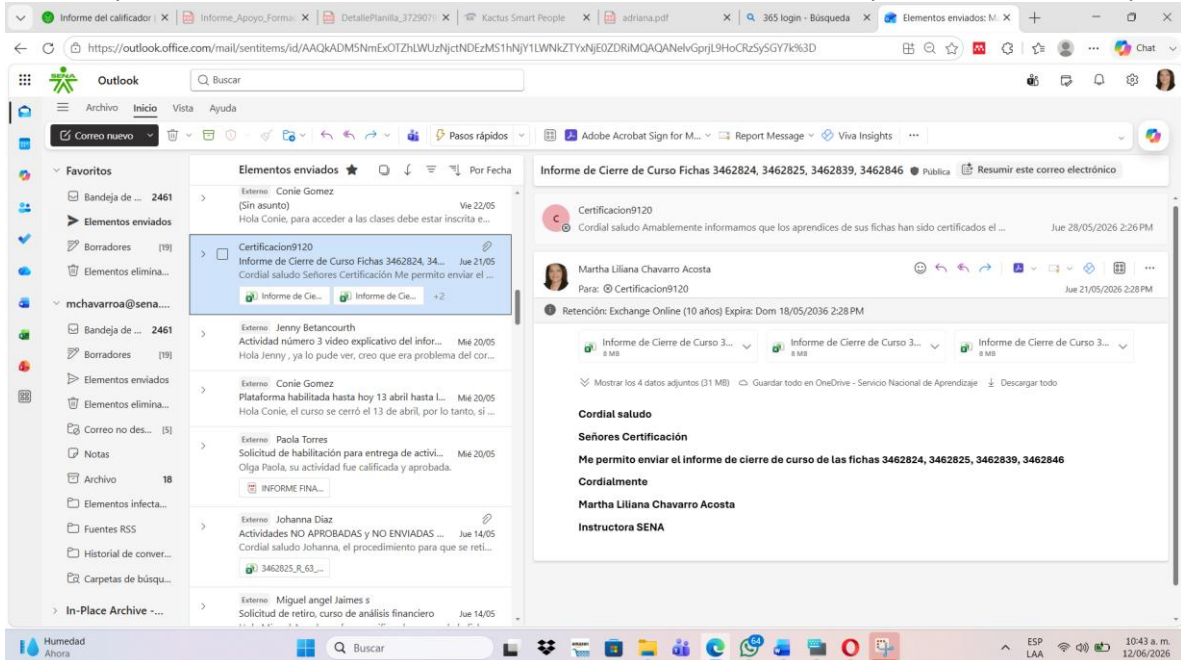 Informe del calificador
Informe_Apoyo_Formac
DetallePlanilla_3729079
Kactus Smart People
adriana.pdf
365 login - Búsqueda
Elementos enviados: M
https://outlook.office.com/mail/sentitems/id/AAQkADM5NmExOTZhLWUzNjctNDEzMS1hNjY1LWNkZTYxNjE0ZDRiMQAQANelvGprjL9HoCRzSySGY7k%3D
Chat
SENA
Outlook
Buscar
Archivo Inicio Vista Ayuda
Correo nuevo
Pasos rápidos
Adobe Acrobat Sign for M...
Report Message
Viva Insights
Favoritos
Bandeja de ... 2461
Elementos enviados
Borradores [19]
Elementos elimina...
mchavarroa@sena....
Bandeja de ... 2461
Borradores [19]
Elementos enviados
Elementos elimina...
Correo no des... [5]
Notas
Archivo 18
Elementos infecta...
Fuentes RSS
Historial de conver...
Carpetas de búsqu...
In-Place Archive -...
Elementos enviados
Por Fecha
Externo Conie Gomez
(Sin asunto) Vie 22/05
Hola Conie, para acceder a las clases debe estar inscrita e...
Certificacion9120
Informe de Cierre de Curso Fichas 3462824, 34... Jue 21/05
Cordial saludo Señores Certificación Me permito enviar el ...
Informe de Cie...
Informe de Cie...
+2
Externo Jenny Betancourth
Actividad número 3 video explicativo del infor... Mié 20/05
Hola Jenny , ya lo pude ver, creo que era problema del cor...
Externo Conie Gomez
Plataforma habilitada hasta hoy 13 abril hasta l... Mié 20/05
Hola Conie, el curso se cerró el 13 de abril, por lo tanto, si ...
Externo Paola Torres
Solicitud de habilitación para entrega de activi... Mié 20/05
Olga Paola, su actividad fue calificada y aprobada.
INFORME FINA...
Externo Johanna Diaz
Actividades NO APROBADAS y NO ENVIADAS ... Jue 14/05
Cordial saludo Johanna, el procedimiento para que se reti...
3462825_R_63_...
Externo Miguel angel Jaimes s
Solicitud de retiro, curso de análisis financiero Jue 14/05
Informe de Cierre de Curso Fichas 3462824, 3462825, 3462839, 3462846
Pública
Resumir este correo electrónico
C
Certificacion9120
Cordial saludo Amablemente informamos que los aprendices de sus fichas han sido certificados el ... Jue 28/05/2026 2:26 PM
Martha Liliana Chavarro Acosta
Para: Certificacion9120
Jue 21/05/2026 2:28 PM
Retención: Exchange Online (10 años) Expira: Dom 18/05/2036 2:28 PM
Informe de Cierre de Curso 3...
8 MB
Informe de Cierre de Curso 3...
8 MB
Informe de Cierre de Curso 3...
8 MB
Mostrar los 4 datos adjuntos (31 MB)
Guardar todo en OneDrive - Servicio Nacional de Aprendizaje
Descargar todo
Cordial saludo
Señores Certificación
Me permito enviar el informe de cierre de curso de las fichas 3462824, 3462825, 3462839, 3462846
Cordialmente
Martha Liliana Chavarro Acosta
Instructora SENA
Humedad
Ahora
Buscar
64
ESP
LAA
10:43 a. m.
12/06/2026